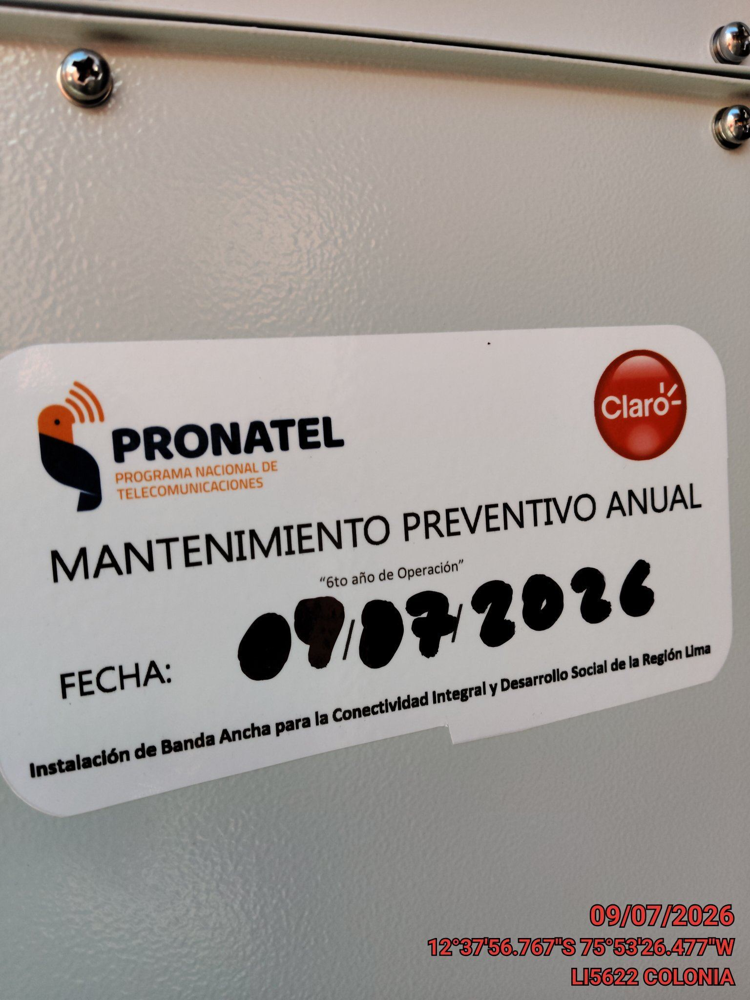 PRONATEL
PROGRAMA NACIONAL DE
TELECOMUNICACIONES
Claro
MANTENIMIENTO PREVENTIVO ANUAL
“6to año de Operación”
FECHA: 09/07/2026
Instalación de Banda Ancha para la Conectividad Integral y Desarrollo Social de la Región Lima
09/07/2026
12°37'56.767"S 75°53'26.477"W
LI5622 COLONIA